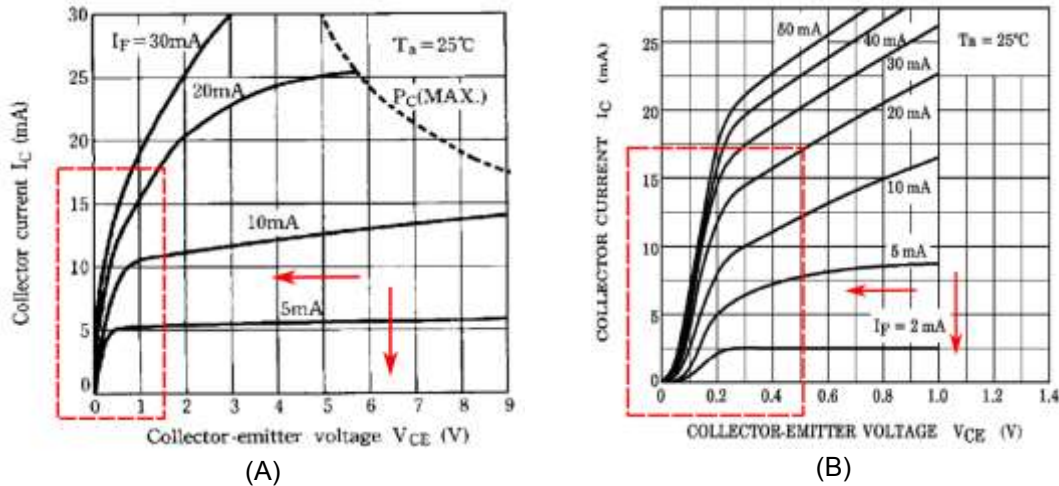 30
25
20
15
10
5
0
Collector current I_C (mA)
I_F = 30mA
T_a = 25℃
20mA
P_C (MAX.)
10mA
5mA
0 1 2 3 4 5 6 7 8 9
Collector-emitter voltage V_CE (V)
(A)
25
20
15
10
5
0
COLLECTOR CURRENT I_C (mA)
50 mA
40 mA
Ta = 25℃
30 mA
20 mA
10 mA
5 mA
I_F = 2 mA
0 0.2 0.4 0.6 0.8 1.0 1.2 1.4
COLLECTOR-EMITTER VOLTAGE V_CE (V)
(B)